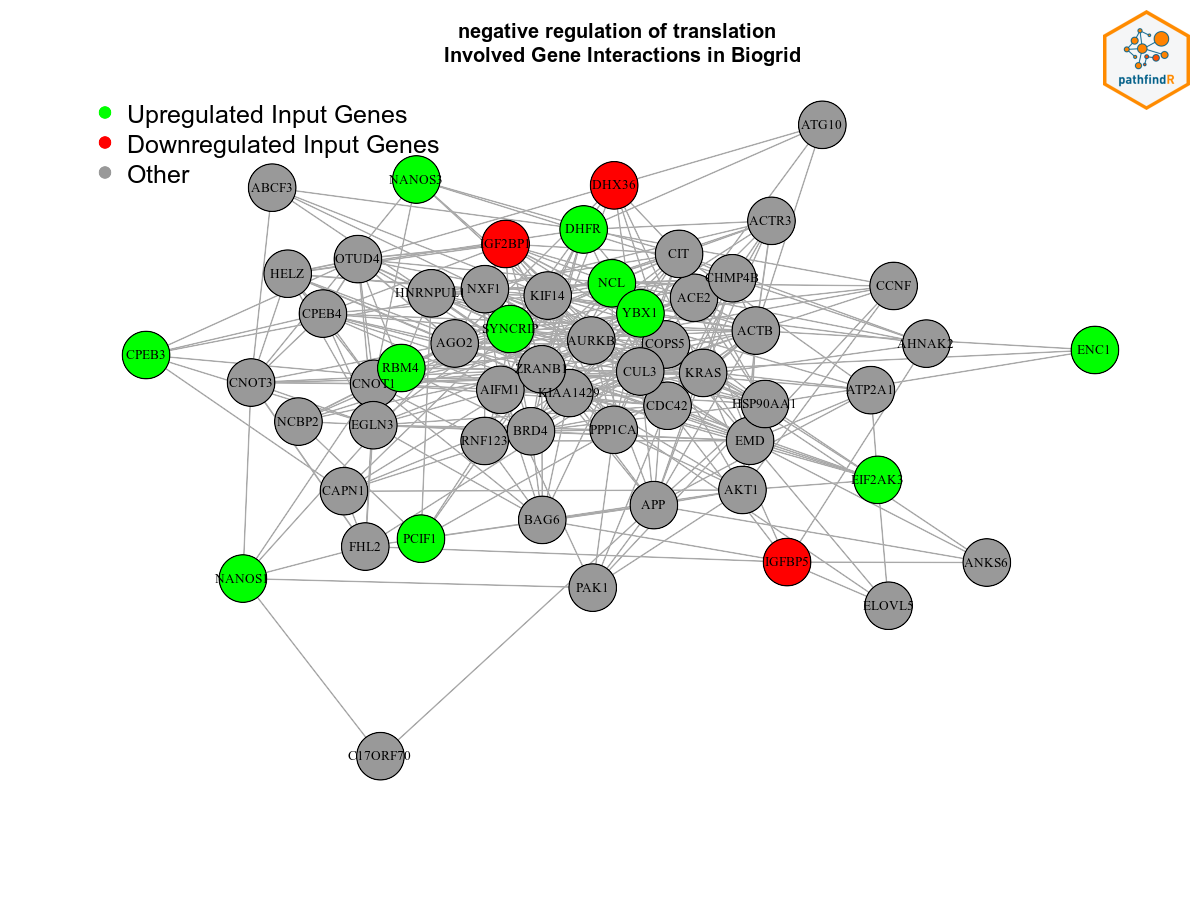 negative regulation of translation
Involved Gene Interactions in Biogrid
pathfindR
Upregulated Input Genes
Downregulated Input Genes
Other
ATG10
NANOS3
DHX36
ABCF3
ACTR3
DHFR
IGF2BP1
CIT
OTUD4
HELZ
CHMP4B
NCL
CCNF
NXF1
HNRNPUL1
KIF14
ACE2
CPEB4
YBX1
SYNCRIP
ACTB
AGO2
AURKB
COPS5
AHNAK2
ENC1
CPEB3
RBM4
ZRANB1
CUL3
KRAS
CNOT3
CNOT1
AIFM1
KIAA1429
ATP2A1
CDC42
HSP90AA1
NCBP2
EGLN3
BRD4
PPP1CA
RNF123
EMD
EIF2AK3
CAPN1
AKT1
APP
BAG6
PCIF1
FHL2
IGFBP5
ANKS6
NANOS1
PAK1
ELOVL5
C17ORF70